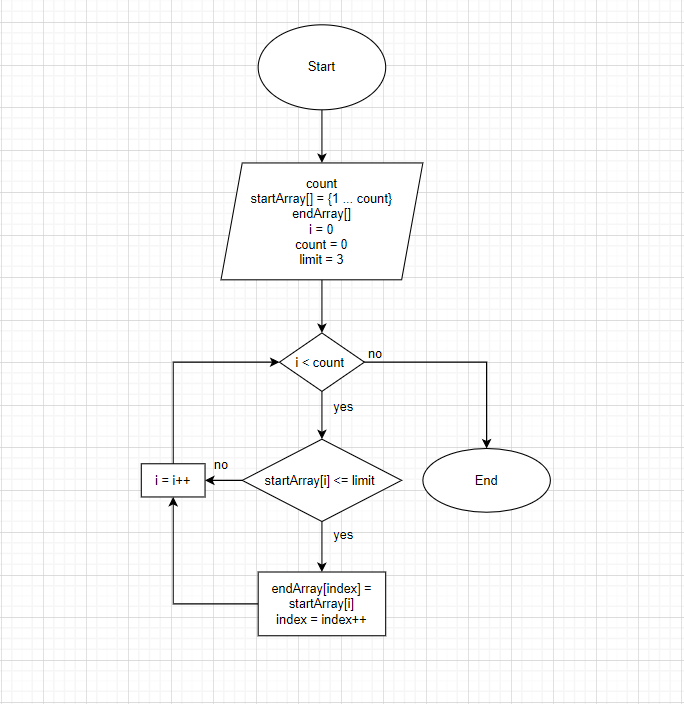 Start
count
startArray[] = {1 ... count}
endArray[]
i = 0
count = 0
limit = 3
i < count
no
yes
startArray[i] <= limit
no
i = i++
End
yes
endArray[index] =
startArray[i]
index = index++